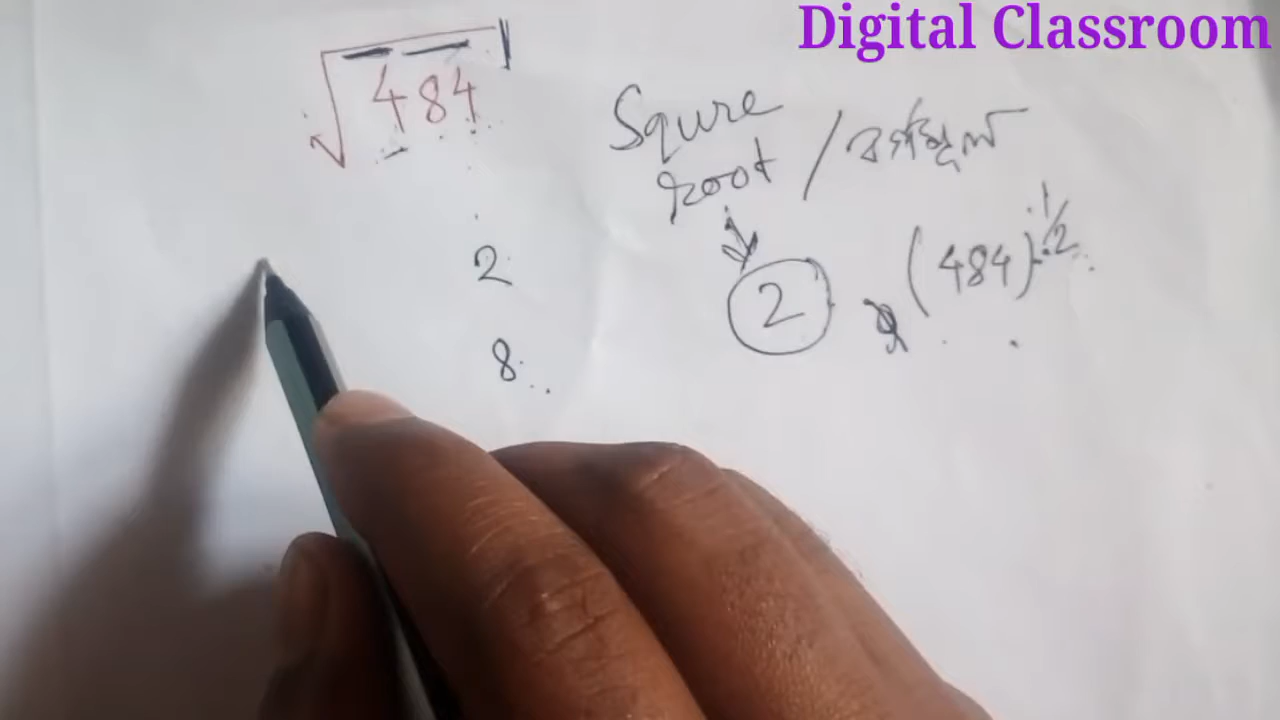 Digital Classroom
√484
Squre
root /
2
(484)^1/2
2
8